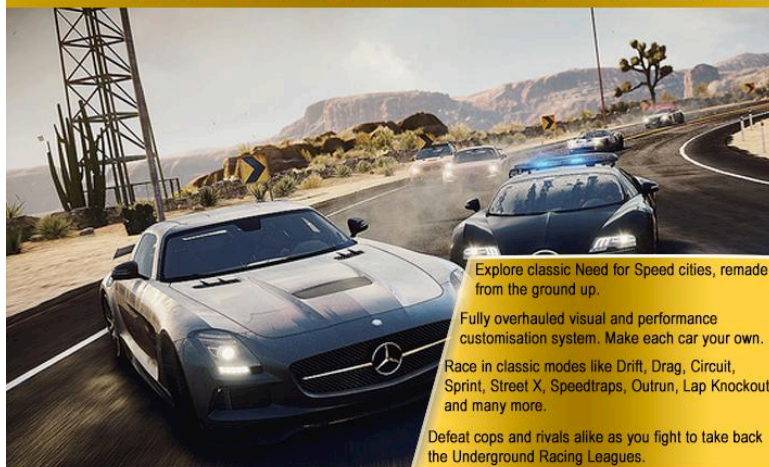 Explore classic Need for Speed cities, remade
from the ground up.
Fully overhauled visual and performance
customisation system. Make each car your own.
Race in classic modes like Drift, Drag, Circuit,
Sprint, Street X, Speedtraps, Outrun, Lap Knockout
and many more.
Defeat cops and rivals alike as you fight to take back
the Underground Racing Leagues.